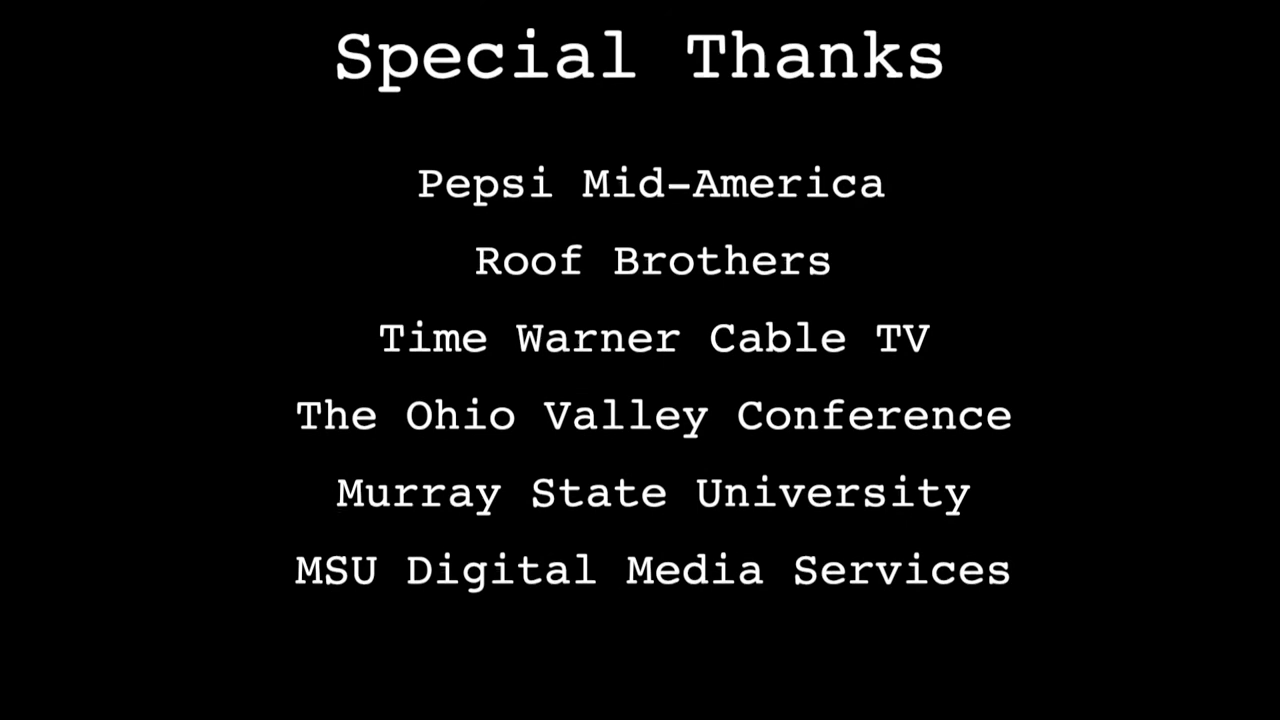 Special Thanks
Pepsi Mid-America
Roof Brothers
Time Warner Cable TV
The Ohio Valley Conference
Murray State University
MSU Digital Media Services